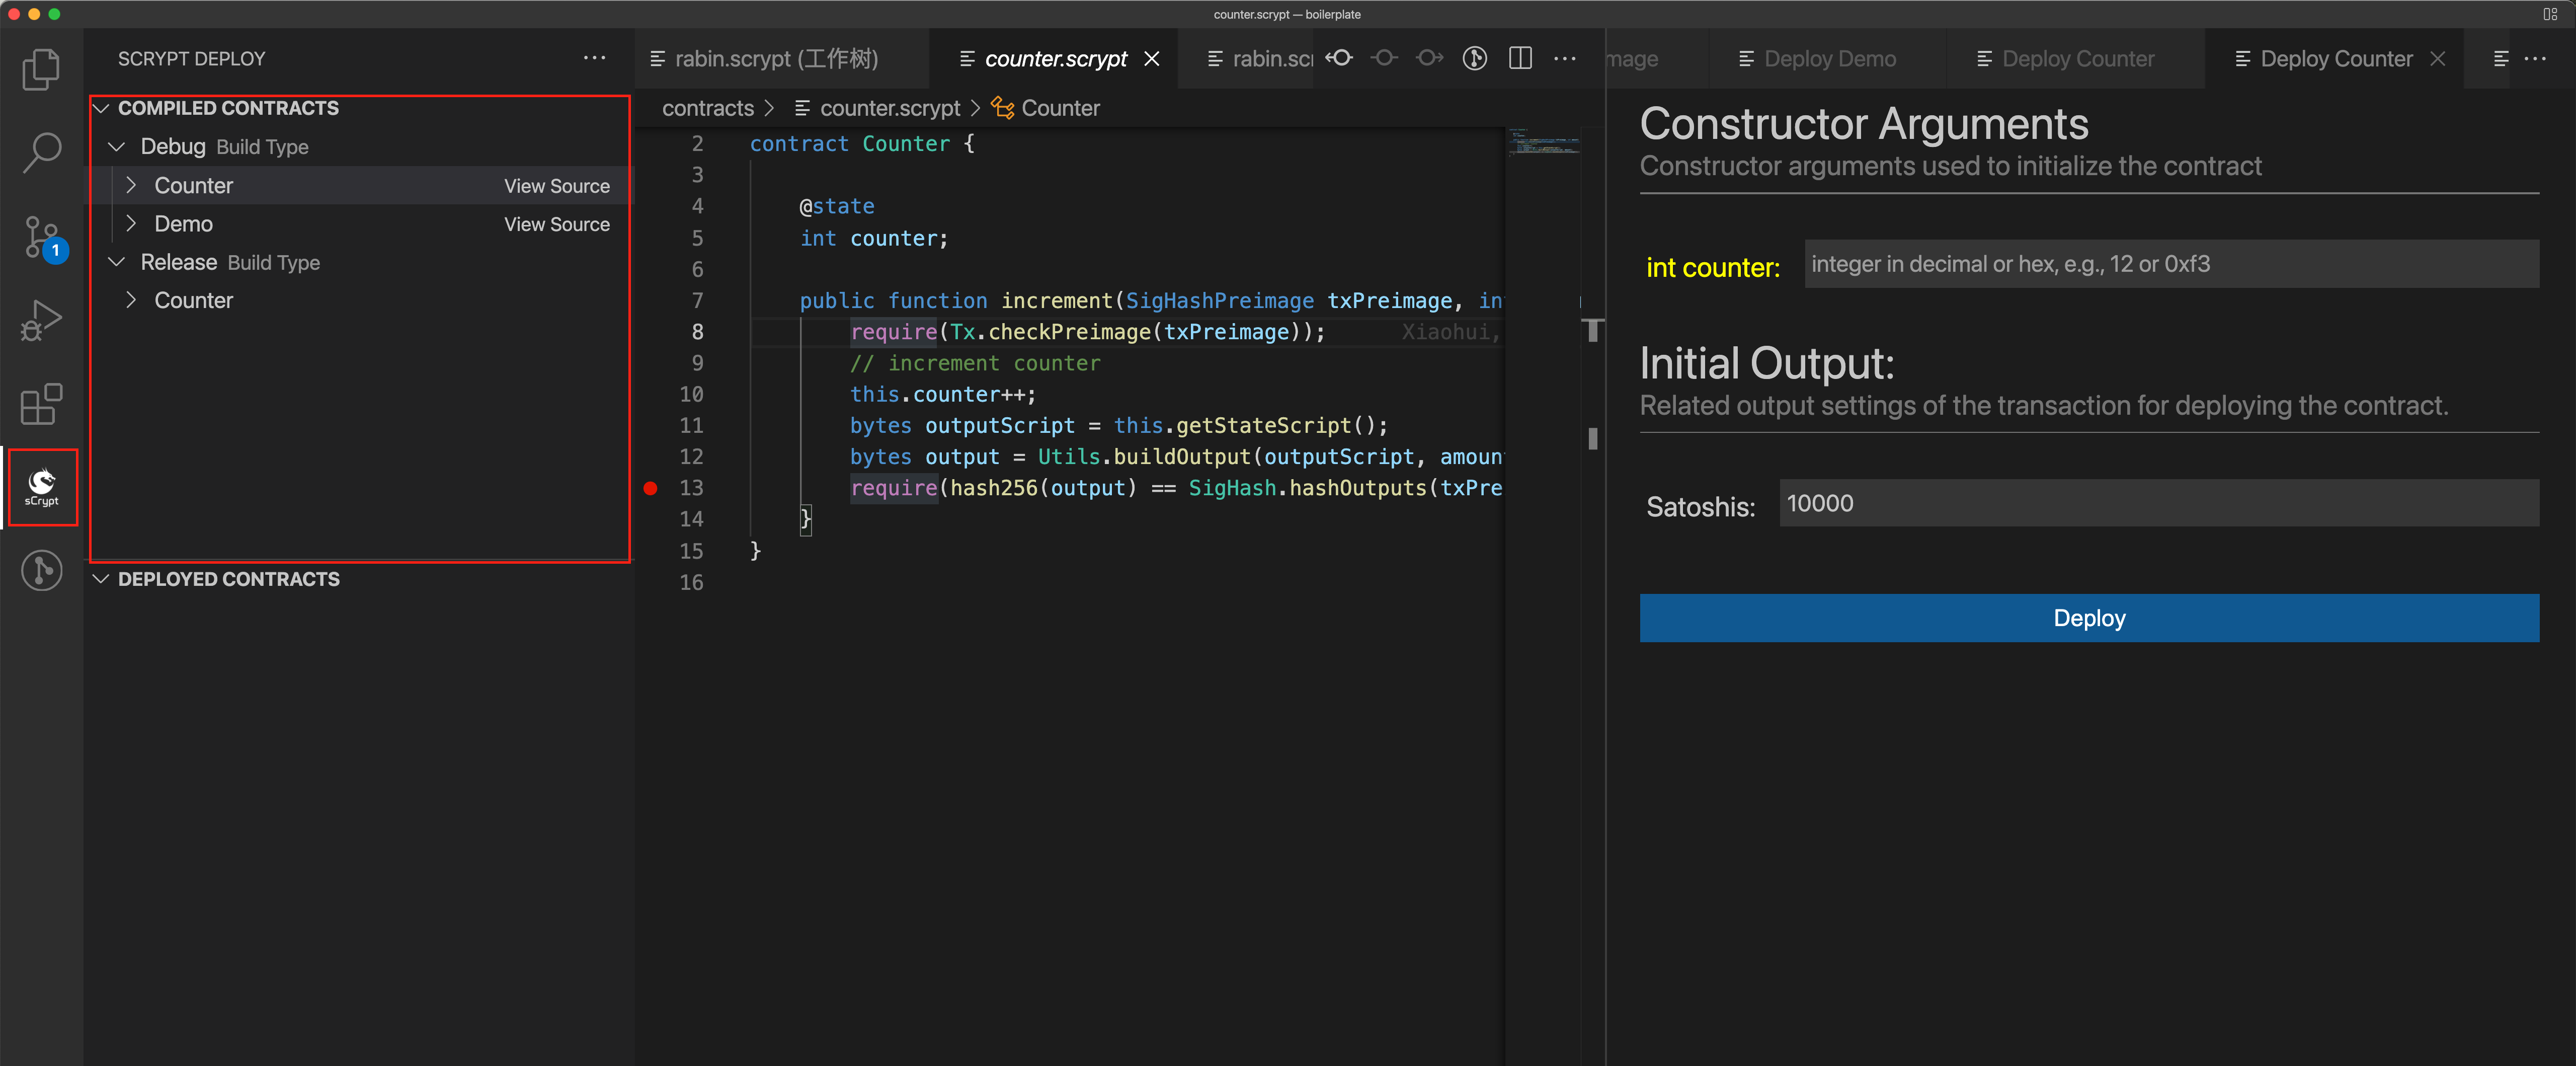 counter.scrypt — boilerplate
SCRYPT DEPLOY
COMPILED CONTRACTS
Debug Build Type
Counter View Source
Demo View Source
Release Build Type
Counter
DEPLOYED CONTRACTS
1
sCrypt
rabin.scrypt (工作树)
counter.scrypt
rabin.scr
contracts > counter.scrypt > Counter
2 contract Counter {
3
4 @state
5 int counter;
6
7 public function increment(SigHashPreimage txPreimage, in
8 require(Tx.checkPreimage(txPreimage)); Xiaohui,
9 // increment counter
10 this.counter++;
11 bytes outputScript = this.getStateScript();
12 bytes output = Utils.buildOutput(outputScript, amoun
13 require(hash256(output) == SigHash.hashOutputs(txPre
14 }
15 }
16
mage
Deploy Demo
Deploy Counter
Deploy Counter
Constructor Arguments
Constructor arguments used to initialize the contract
int counter: integer in decimal or hex, e.g., 12 or 0xf3
Initial Output:
Related output settings of the transaction for deploying the contract.
Satoshis: 10000
Deploy